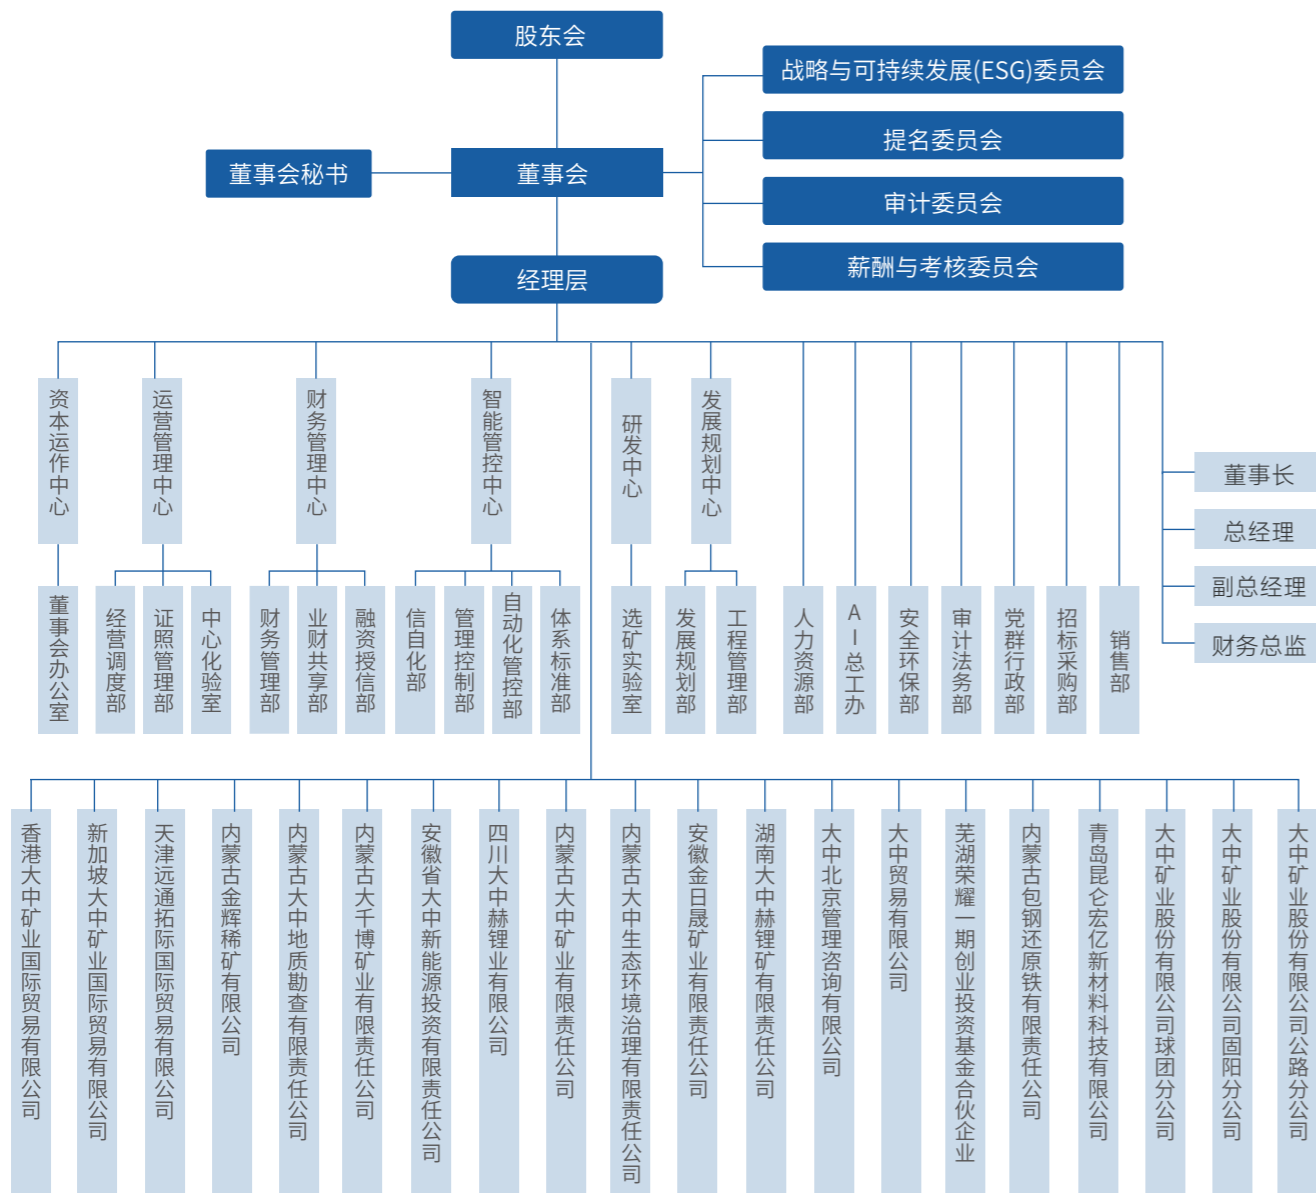 股东会
战略与可持续发展(ESG)委员会
提名委员会
董事会秘书
董事会
审计委员会
薪酬与考核委员会
经理层
资本运作中心
运营管理中心
财务管理中心
智能管控中心
研发中心
发展规划中心
董事长
总经理
副总经理
财务总监
董事会办公室
经营调度部
证照管理部
中心化验室
财务管理部
业财共享部
融资授信部
信自化部
管理控制部
自动化管控部
体系标准部
选矿实验室
发展规划部
工程管理部
人力资源部
AI总工办
安全环保部
审计法务部
党群行政部
招标采购部
销售部
香港大中矿业国际贸易有限公司
新加坡大中矿业国际贸易有限公司
天津远通拓际国际贸易有限公司
内蒙古金辉稀矿有限公司
内蒙古大中地质勘查有限责任公司
内蒙古大千博矿业有限责任公司
安徽省大中新能源投资有限责任公司
四川大中赫锂业有限公司
内蒙古大中矿业有限责任公司
内蒙古大中生态环境治理有限责任公司
安徽金日晟矿业有限责任公司
湖南大中赫锂矿有限责任公司
大中北京管理咨询有限公司
大中贸易有限公司
芜湖荣耀一期创业投资基金合伙企业
内蒙古包钢还原铁有限责任公司
青岛昆仑宏亿新材料科技有限公司
大中矿业股份有限公司球团分公司
大中矿业股份有限公司固阳分公司
大中矿业股份有限公司公路分公司